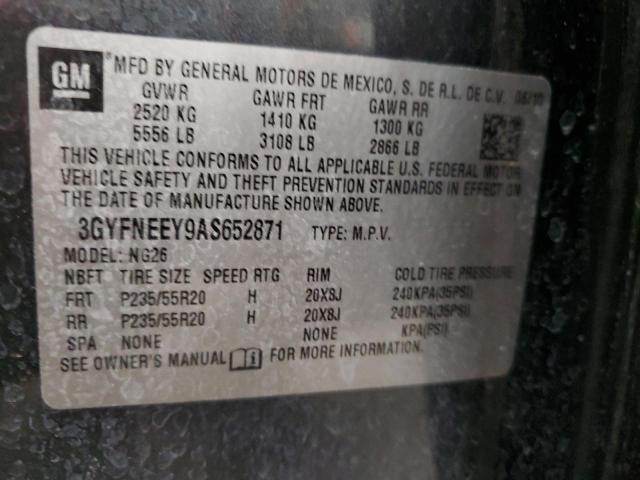 GM
*MFD BY GENERAL MOTORS DE MEXICO, S. DE R.L. DE C.V. 06/10
GVWR GAWR FRT GAWR RR
2520 KG 1410 KG 1300 KG
5556 LB 3108 LB 2866 LB
THIS VEHICLE CONFORMS TO ALL APPLICABLE U.S. FEDERAL MOTOR
VEHICLE SAFETY AND THEFT PREVENTION STANDARDS IN EFFECT ON
THE DATE OF MANUFACTURE SHOWN ABOVE.
3GYFNEEY9AS652871 TYPE: M.P.V.
MODEL: NG26
NBFT TIRE SIZE SPEED RTG RIM COLD TIRE PRESSURE
FRT P235/55R20 H 20X8J 240KPA(35PSI)
RR P235/55R20 H 20X8J 240KPA(35PSI)
SPA NONE NONE KPA(PSI)
SEE OWNER'S MANUAL FOR MORE INFORMATION.